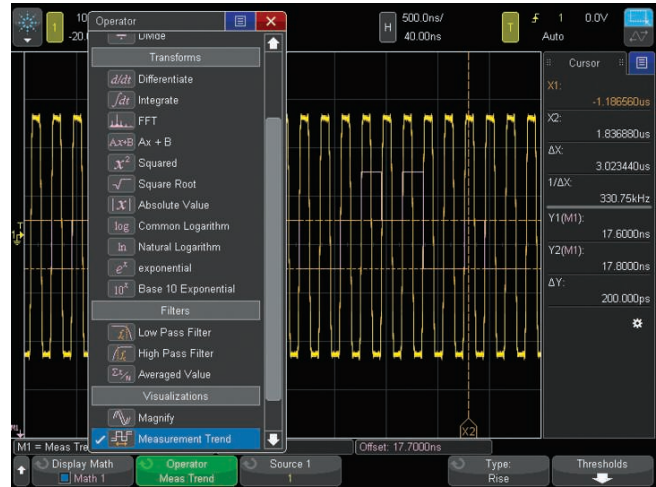 1
10
-20.
Operator
H
500.0ns/
40.00ns
T
1
0.0V
Auto
Divide
Transforms
d/dt Differentiate
∫dt Integrate
FFT
Ax+B Ax + B
x² Squared
√ Square Root
|x| Absolute Value
log Common Logarithm
ln Natural Logarithm
eˣ exponential
10ˣ Base 10 Exponential
Filters
Low Pass Filter
High Pass Filter
Averaged Value
Visualizations
Magnify
Measurement Trend
Cursor
X1:
-1.186560us
X2:
1.836880us
ΔX:
3.023440us
1/ΔX:
330.75kHz
Y1(M1):
17.6000ns
Y2(M1):
17.8000ns
ΔY:
200.000ps
X2
M1
M1 = Meas Tre
Offset: 17.7000ns
Display Math
Math 1
Operator
Meas Trend
Source 1
1
Type:
Rise
Thresholds